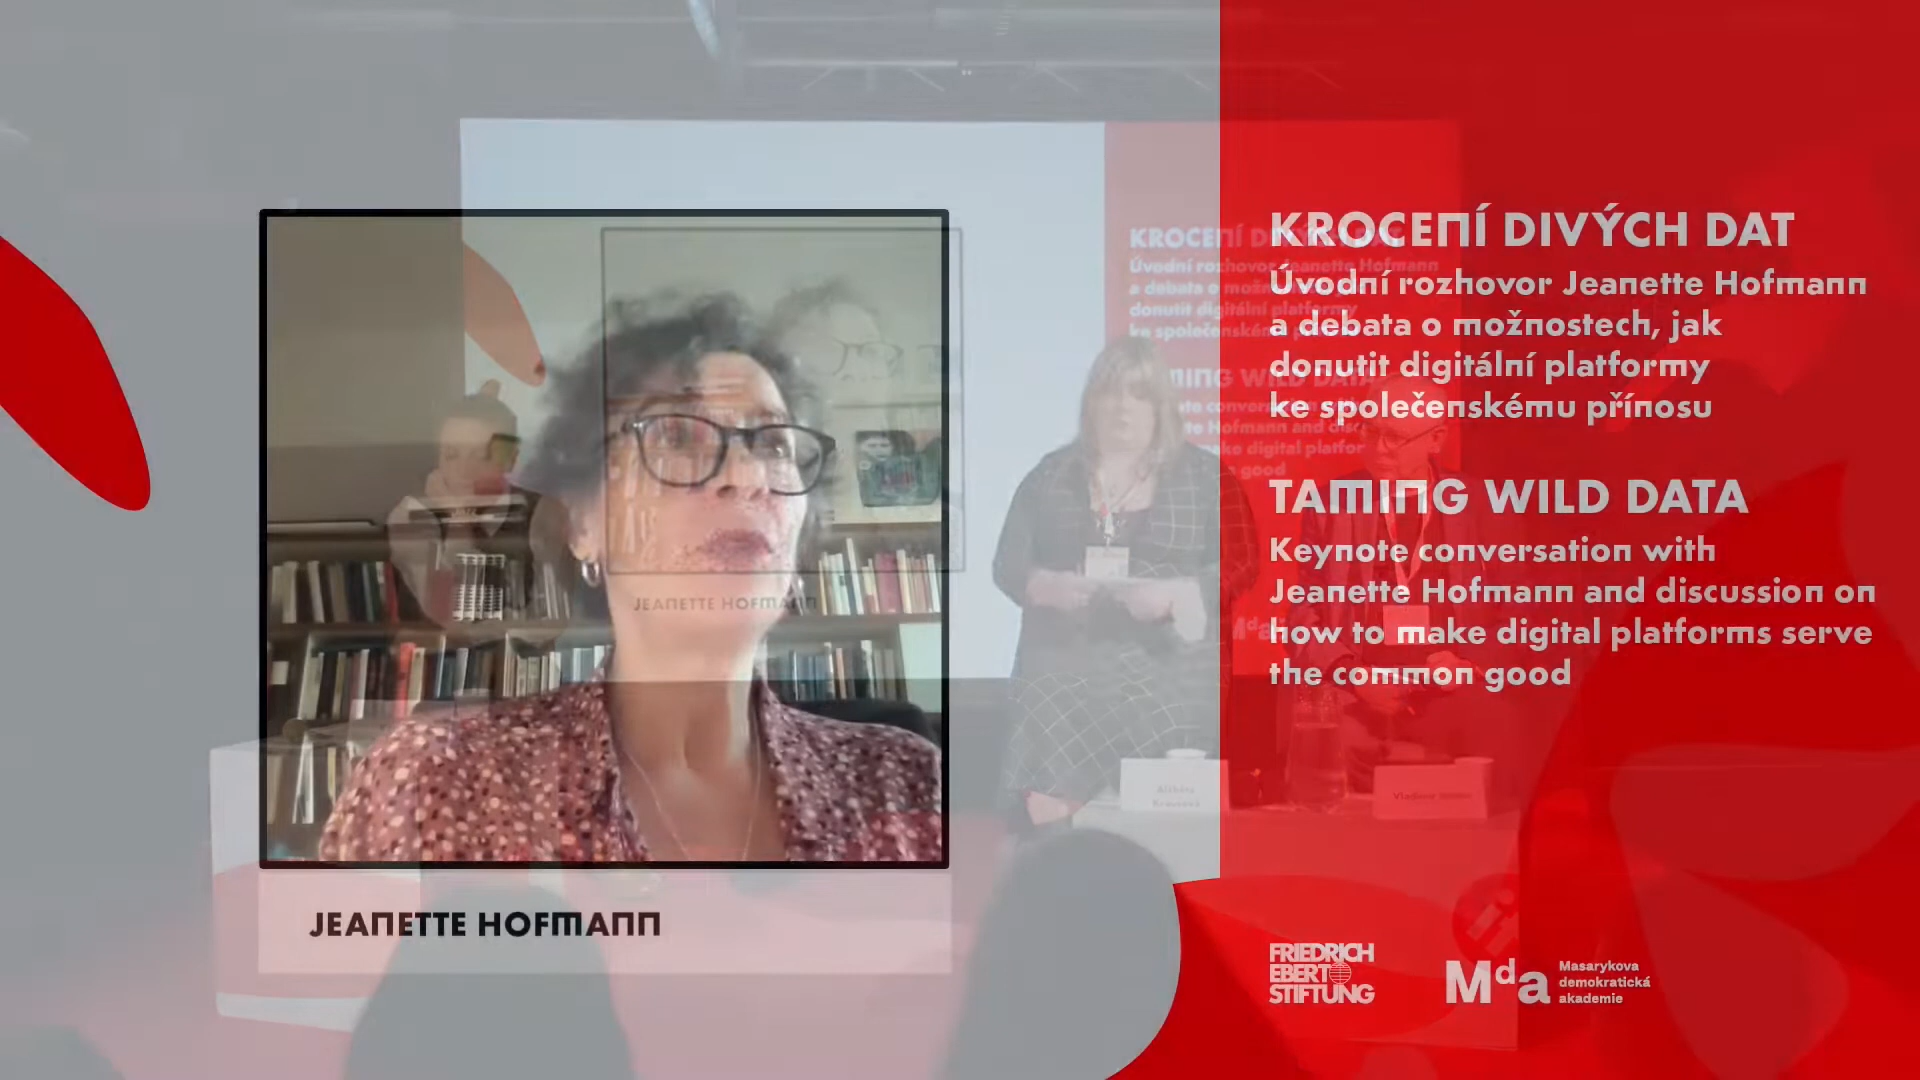 KROCENÍ DIVÝCH DAT
Úvodní rozhovor Jeanette Hofmann
a debata o možnostech, jak
donutit digitální platformy
ke společenskému přínosu
TAMING WILD DATA
Keynote conversation with
Jeanette Hofmann and discussion on
how to make digital platforms serve
the common good
JEANETTE HOFMANN
JEANETTE HOFMANN
FRIEDRICH
EBERT
STIFTUNG
Mda
Masarykova
demokratická
akademie